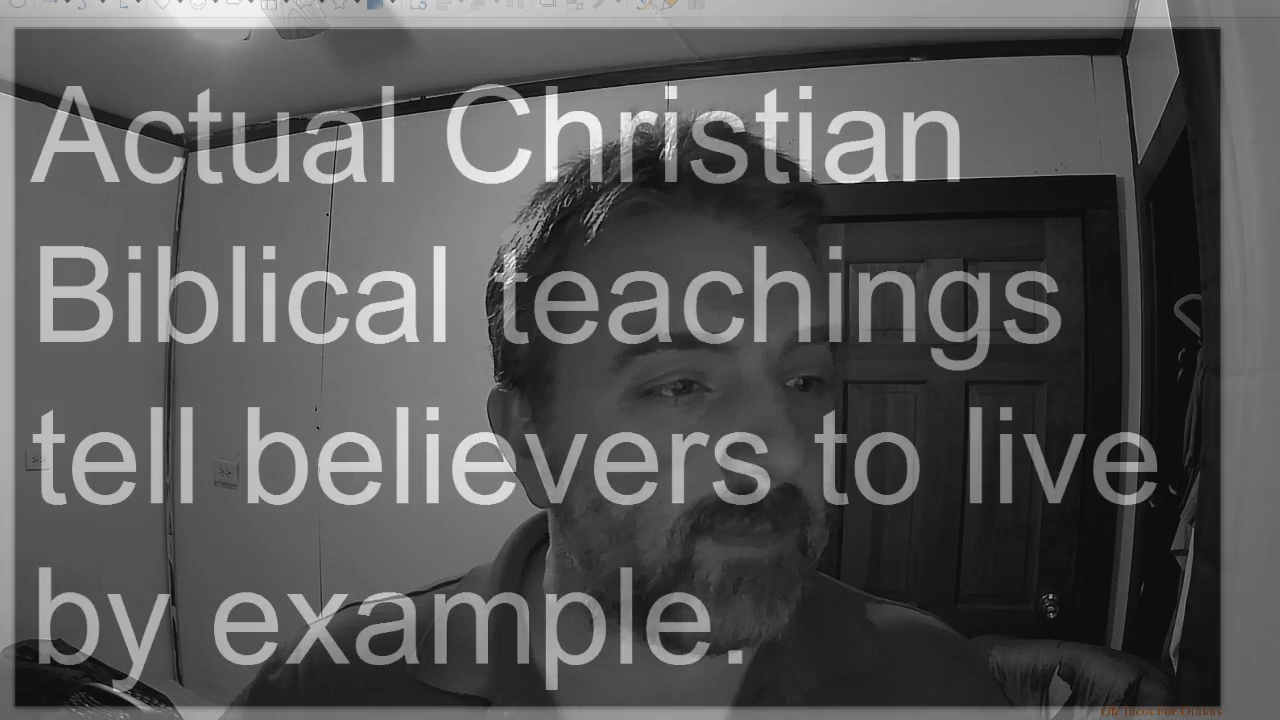 Actual Christian
Biblical teachings
tell believers to live
by example.